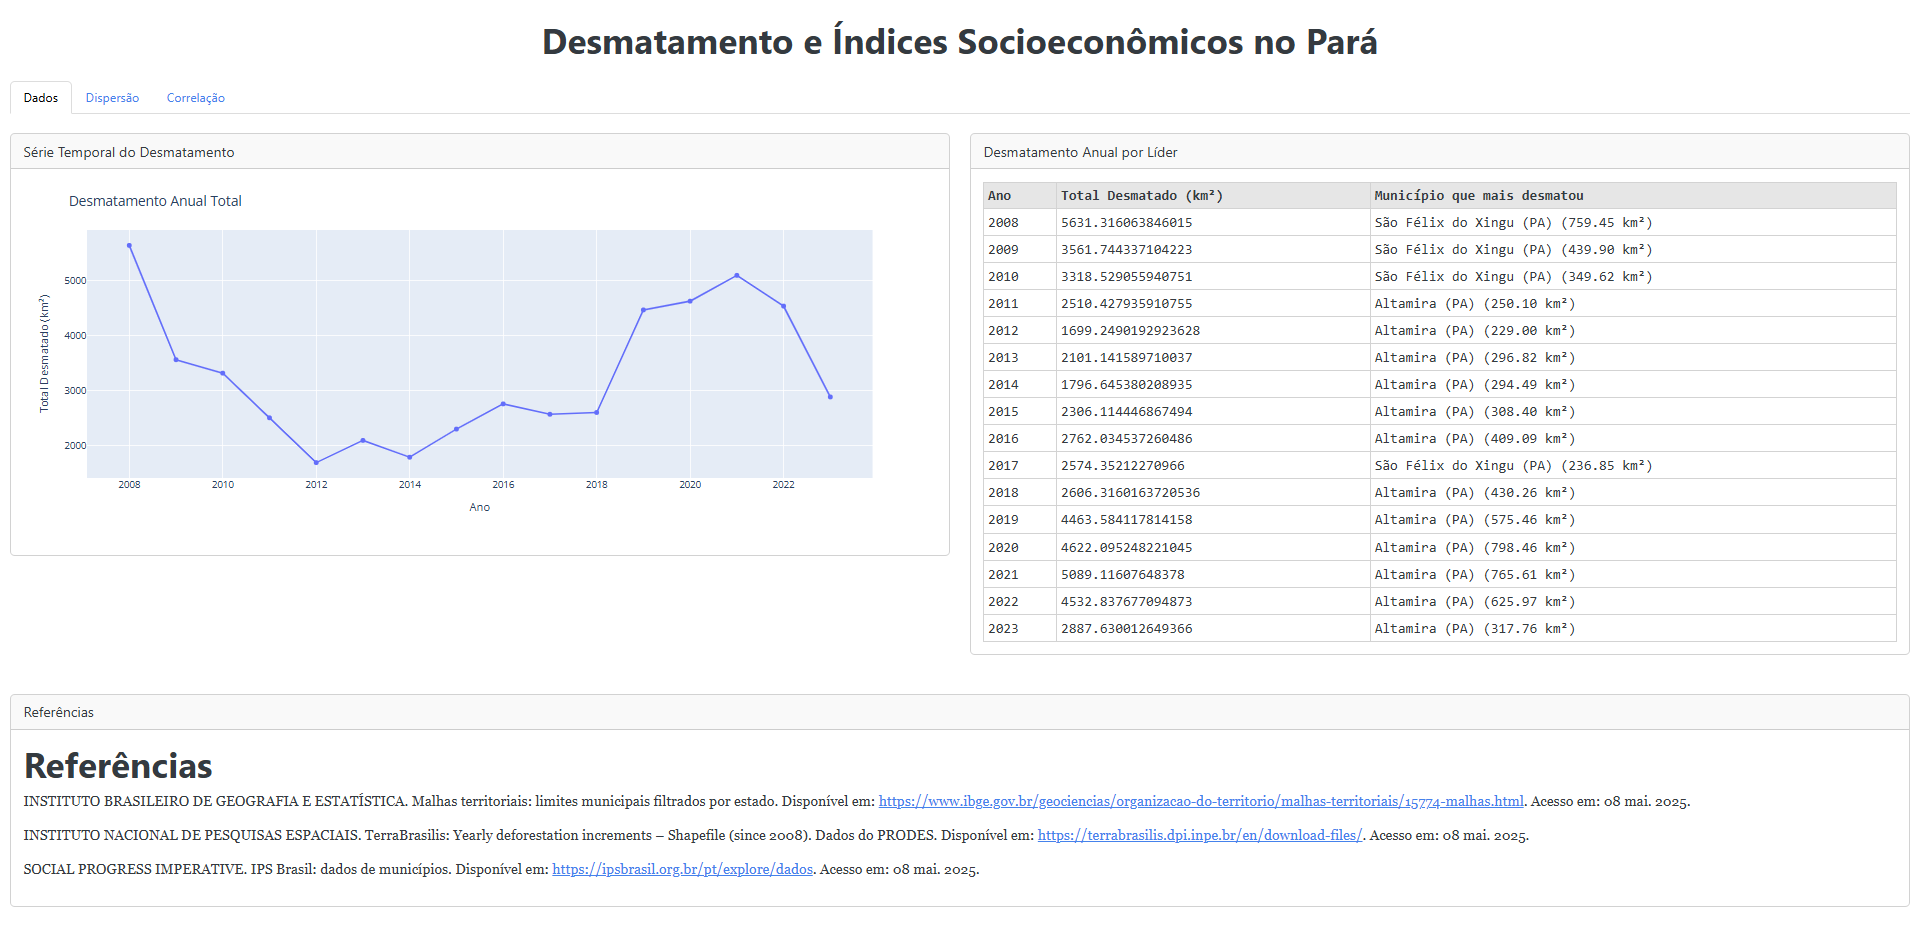 Desmatamento e Índices Socioeconômicos no Pará
Dados Dispersão Correlação
Série Temporal do Desmatamento
Desmatamento Anual Total
Total Desmatado (km²)
5000
4000
3000
2000
2008 2010 2012 2014 2016 2018 2020 2022
Ano
Desmatamento Anual por Líder
Ano Total Desmatado (km²) Município que mais desmatou
2008 5631.316063846015 São Félix do Xingu (PA) (759.45 km²)
2009 3561.744337104223 São Félix do Xingu (PA) (439.90 km²)
2010 3318.529055940751 São Félix do Xingu (PA) (349.62 km²)
2011 2510.427935910755 Altamira (PA) (250.10 km²)
2012 1699.2490192923628 Altamira (PA) (229.00 km²)
2013 2101.141589710037 Altamira (PA) (296.82 km²)
2014 1796.645380208935 Altamira (PA) (294.49 km²)
2015 2306.114446867494 Altamira (PA) (308.40 km²)
2016 2762.034537260486 Altamira (PA) (409.09 km²)
2017 2574.35212270966 São Félix do Xingu (PA) (236.85 km²)
2018 2606.3160163720536 Altamira (PA) (430.26 km²)
2019 4463.584117814158 Altamira (PA) (575.46 km²)
2020 4622.095248221045 Altamira (PA) (798.46 km²)
2021 5089.11607648378 Altamira (PA) (765.61 km²)
2022 4532.837677094873 Altamira (PA) (625.97 km²)
2023 2887.630012649366 Altamira (PA) (317.76 km²)
Referências
Referências
INSTITUTO BRASILEIRO DE GEOGRAFIA E ESTATÍSTICA. Malhas territoriais: limites municipais filtrados por estado. Disponível em: https://www.ibge.gov.br/geociencias/organizacao-do-territorio/malhas-territoriais/15774-malhas.html. Acesso em: 08 mai. 2025.
INSTITUTO NACIONAL DE PESQUISAS ESPACIAIS. TerraBrasilis: Yearly deforestation increments – Shapefile (since 2008). Dados do PRODES. Disponível em: https://terrabrasilis.dpi.inpe.br/en/download-files/. Acesso em: 08 mai. 2025.
SOCIAL PROGRESS IMPERATIVE. IPS Brasil: dados de municípios. Disponível em: https://ipsbrasil.org.br/pt/explore/dados. Acesso em: 08 mai. 2025.